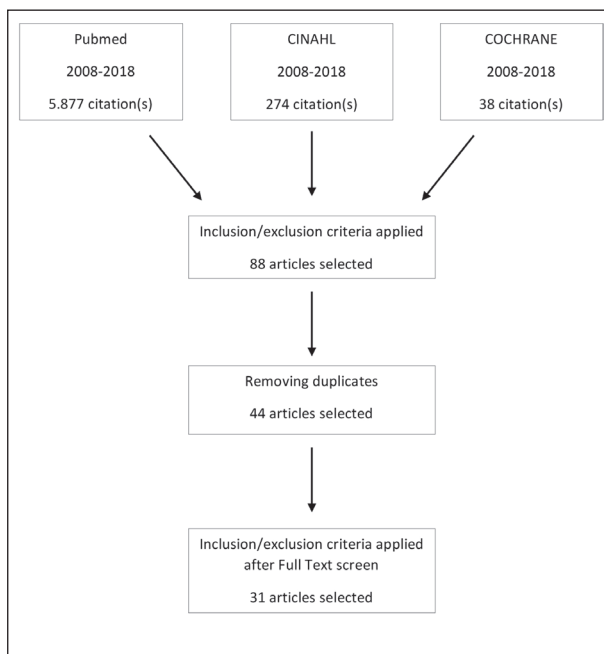 Pubmed
2008-2018
5.877 citation(s)
CINAHL
2008-2018
274 citation(s)
COCHRANE
2008-2018
38 citation(s)
Inclusion/exclusion criteria applied
88 articles selected
Removing duplicates
44 articles selected
Inclusion/exclusion criteria applied
after Full Text screen
31 articles selected